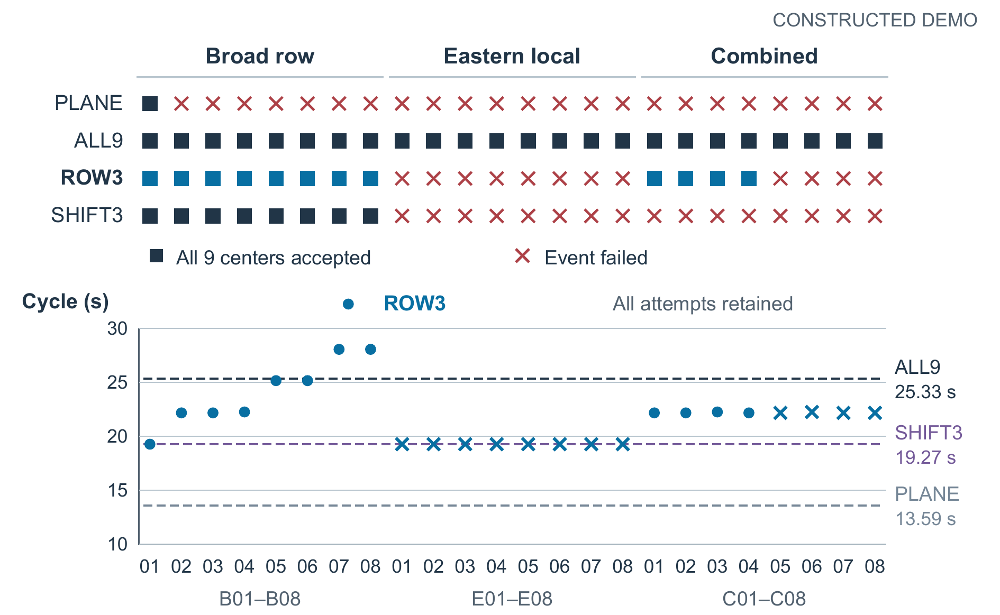 CONSTRUCTED DEMO
Broad row Eastern local Combined
PLANE
ALL9
ROW3
SHIFT3
All 9 centers accepted Event failed
Cycle (s) ROW3 All attempts retained
30
ALL9
25
25.33 s
SHIFT3
20
19.27 s
15
PLANE
13.59 s
10
01 02 03 04 05 06 07 08 01 02 03 04 05 06 07 08 01 02 03 04 05 06 07 08
B01–B08 E01–E08 C01–C08